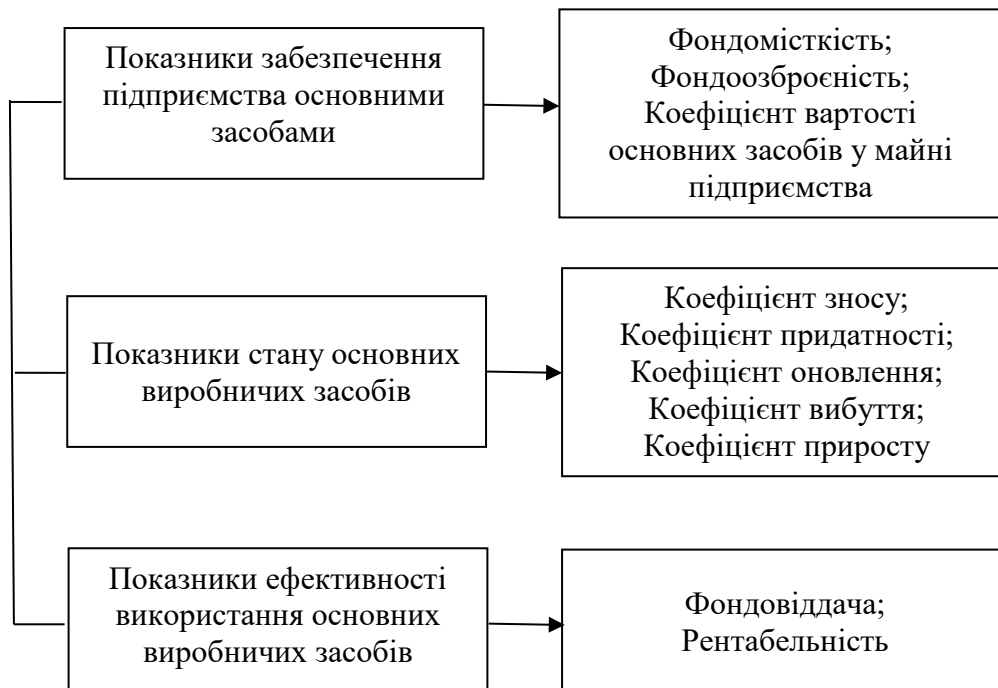 Показники забезпечення
підприємства основними
засобами
Фондомісткість;
Фондоозброєність;
Коефіцієнт вартості
основних засобів у майні
підприємства
Показники стану основних
виробничих засобів
Коефіцієнт зносу;
Коефіцієнт придатності;
Коефіцієнт оновлення;
Коефіцієнт вибуття;
Коефіцієнт приросту
Показники ефективності
використання основних
виробничих засобів
Фондовіддача;
Рентабельність